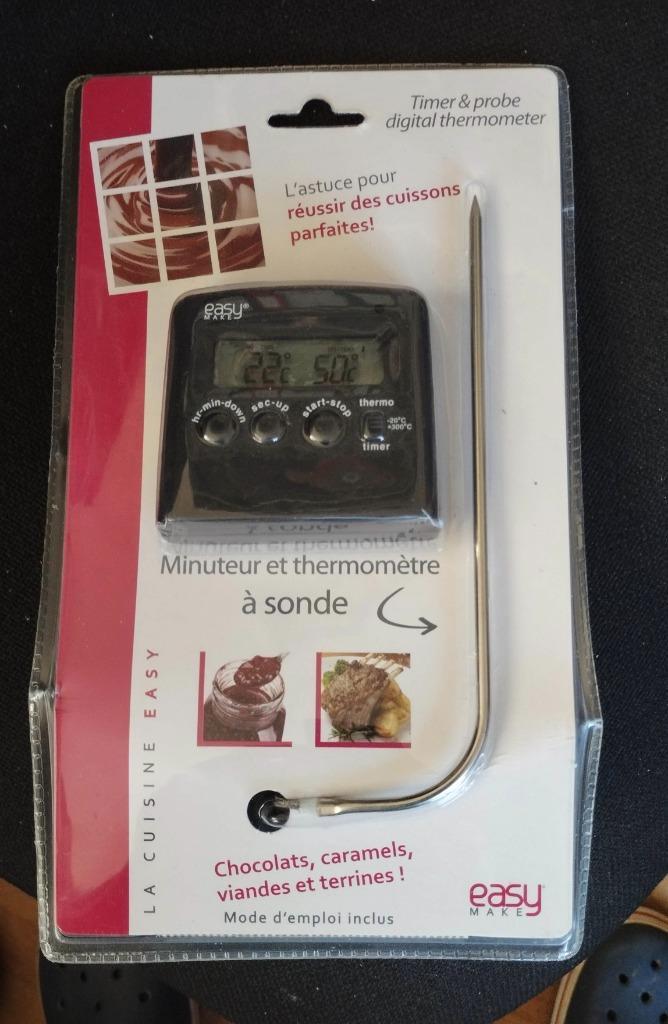 Timer & probe
digital thermometer
L'astuce pour
réussir des cuissons
parfaites!
easy®
MAKE
22°C 50°C
hr-min-down sec-up start-stop thermo
-20°C
+300°C
timer
Minuteur et thermomètre
à sonde
LA CUISINE EASY
Chocolats, caramels,
viandes et terrines !
Mode d'emploi inclus
easy
MAKE